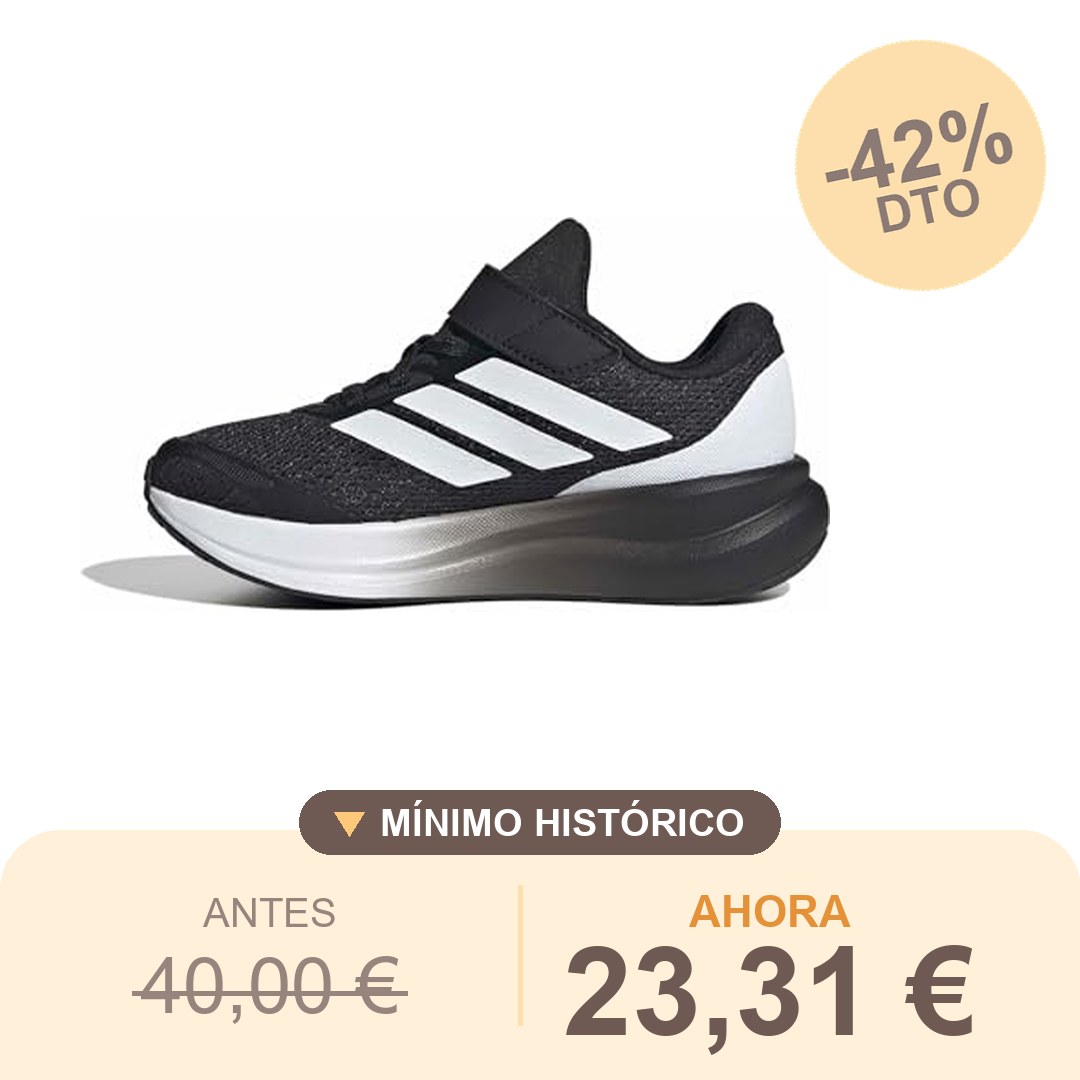 -42%
DTO
MÍNIMO HISTÓRICO
ANTES
40,00 €
AHORA
23,31 €